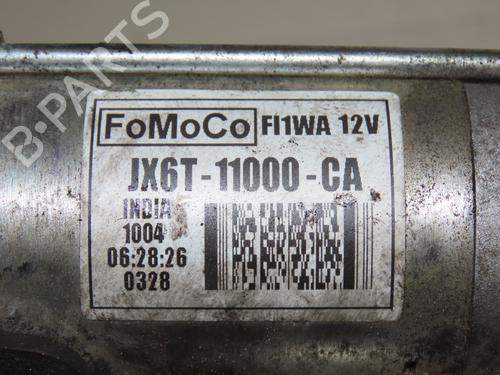 B-PARTS
FoMoCo FI1WA 12V
JX6T-11000-CA
INDIA
1004
06:28:26
0328